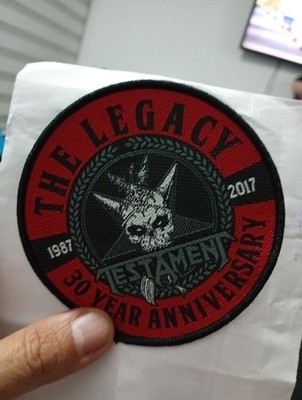 THE LEGACY
1987
2017
TESTAMENT
30 YEAR ANNIVERSARY